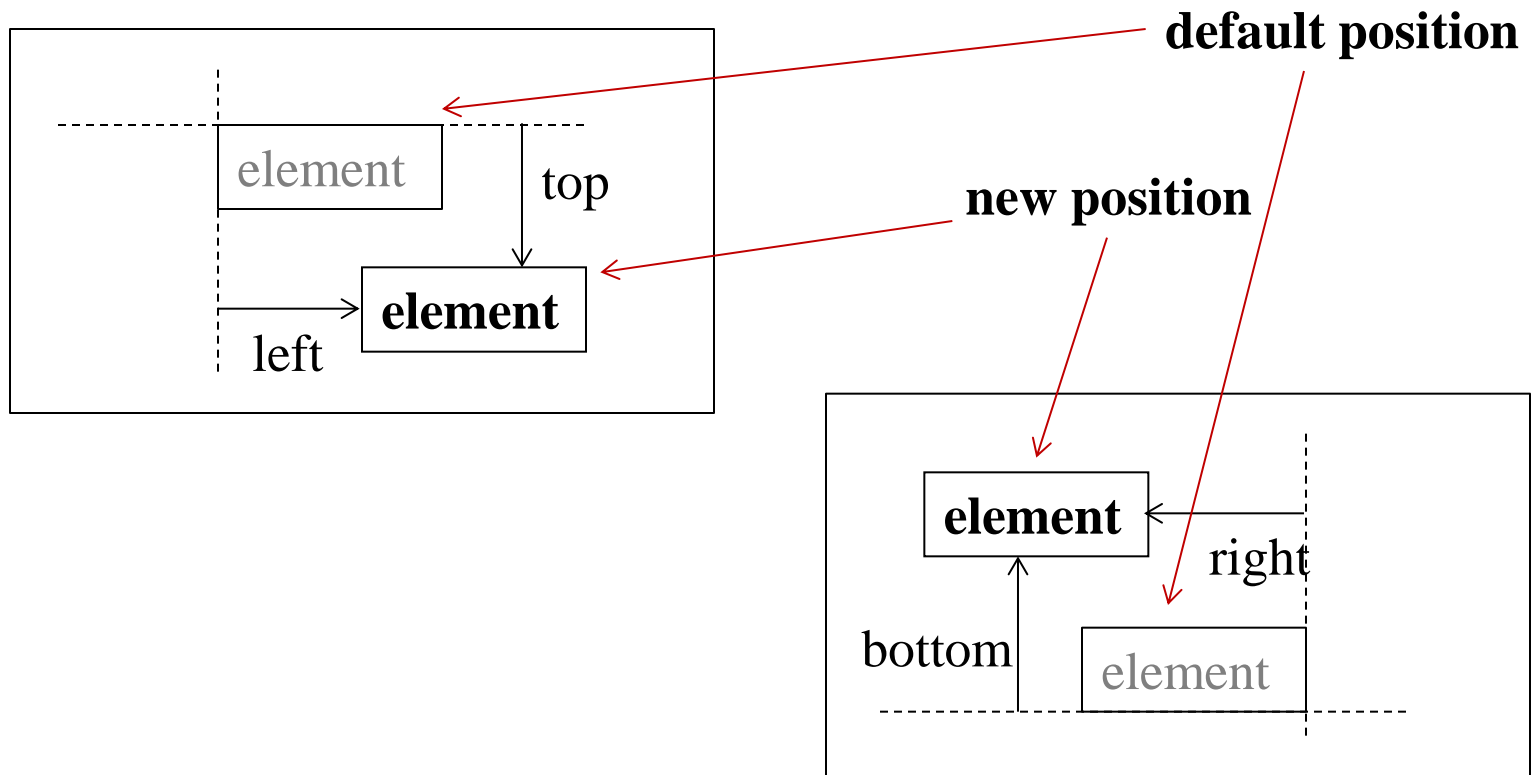 default position
element
top
new position
element
left
element
right
bottom
element